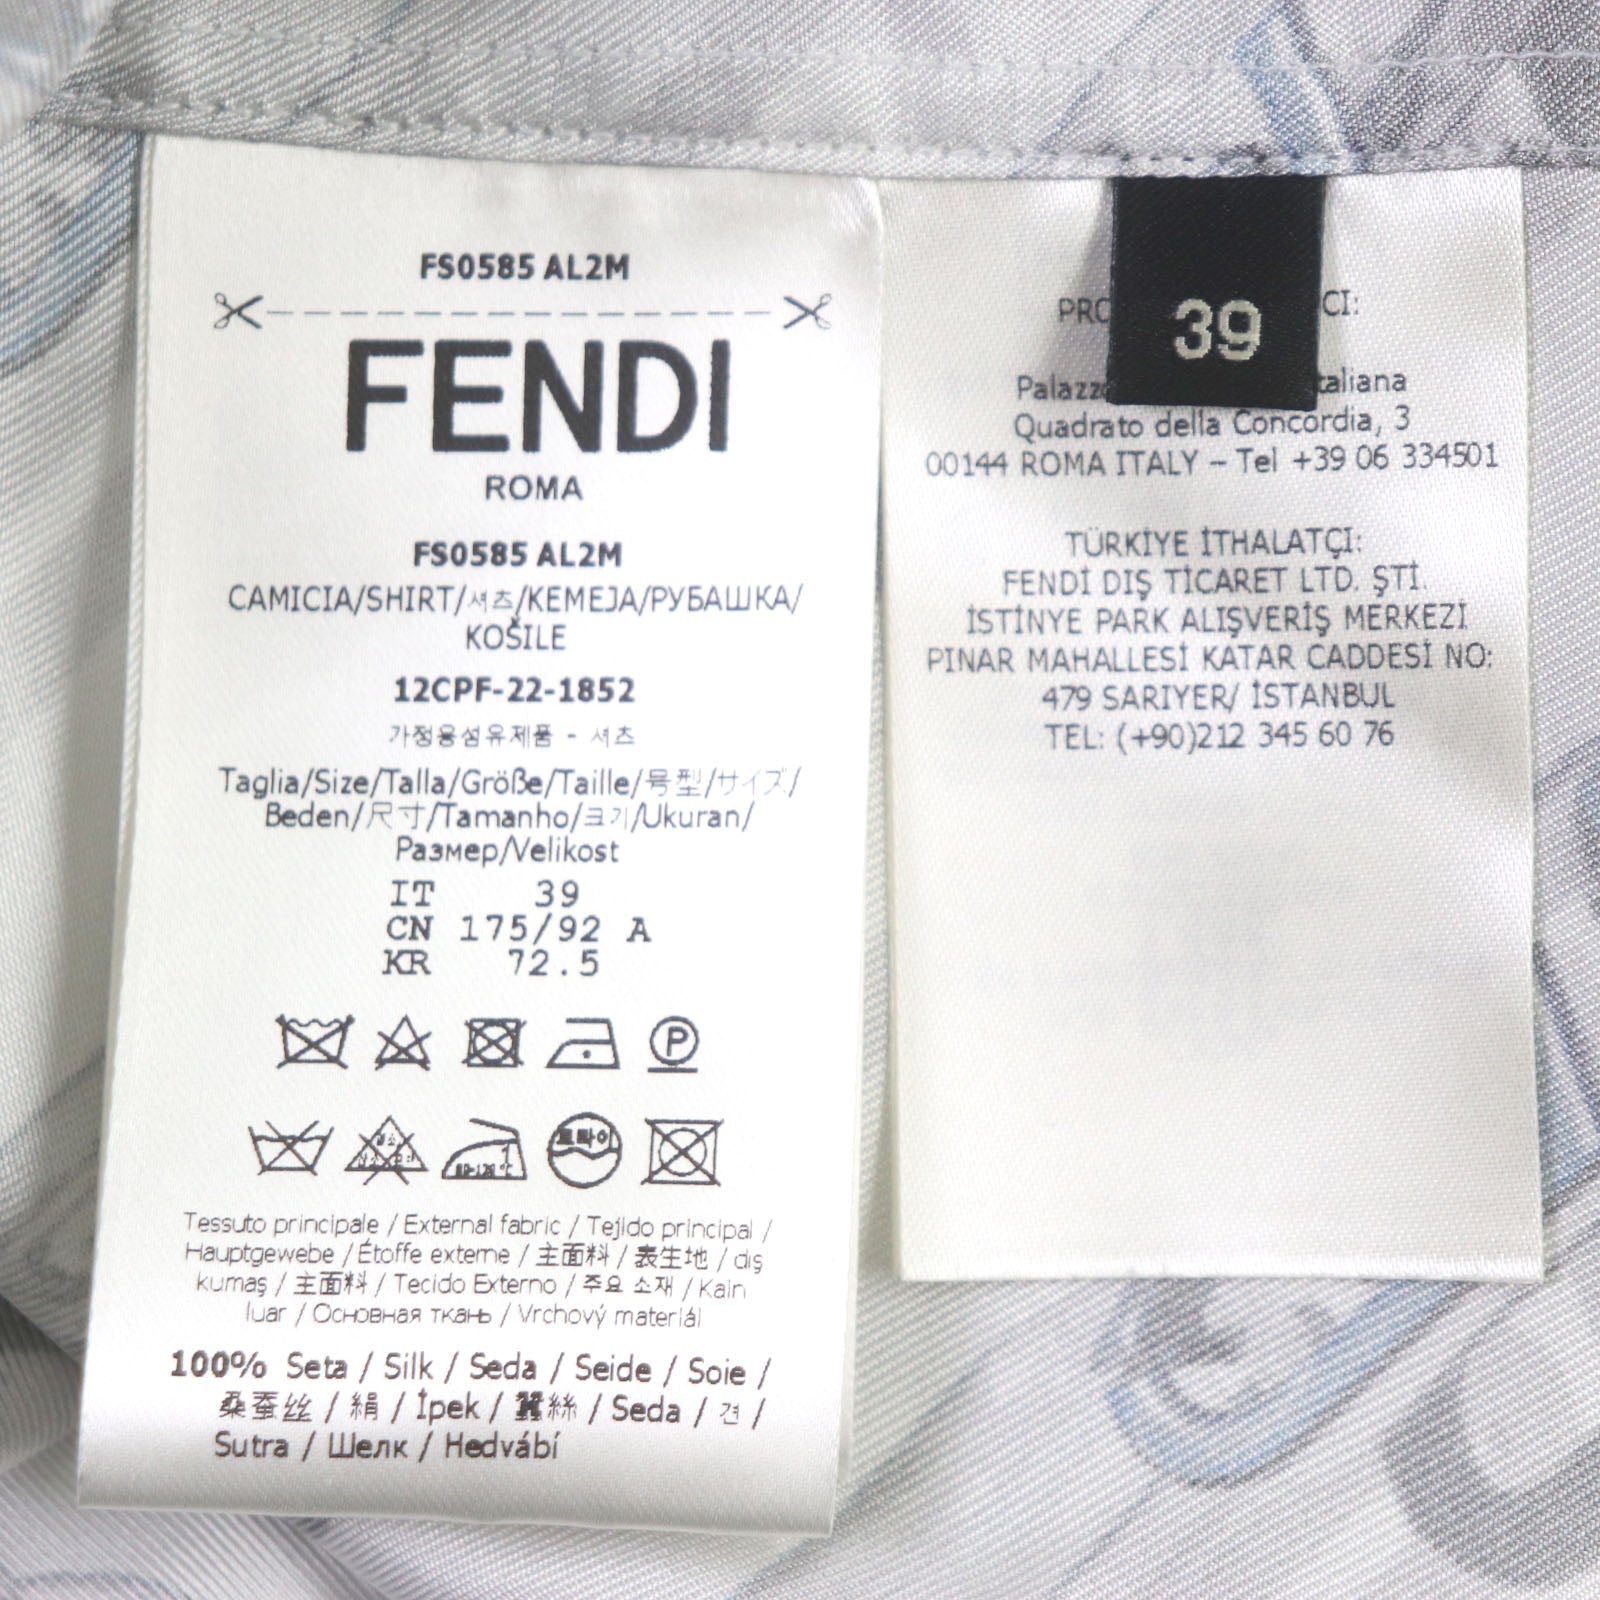 FS0585 AL2M
FENDI
ROMA
FS0585 AL2M
CAMICIA/SHIRT/셔츠/KEMEJA/РУБАШКА/
KOŠILE
12CPF-22-1852
가정용섬유제품 - 셔츠
Taglia/Size/Talla/Größe/Taille/号型/サイズ/
Beden/尺寸/Tamanho/크기/Ukuran/
Размер/Velikost
IT 39
CN 175/92 A
KR 72.5
P
드라이
80-120℃
Tessuto principale / External fabric / Tejido principal /
Hauptgewebe / Étoffe externe / 主面料 / 表生地 / dış
kumaş / 主面料 / Tecido Externo / 주요 소재 / Kain
luar / Основная ткань / Vrchový materiál
100% Seta / Silk / Seda / Seide / Soie /
桑蚕丝 / 絹 / İpek / 蠶絲 / Seda / 견 /
Sutra / Шелк / Hedvábí
39
Quadrato della Concordia, 3
00144 ROMA ITALY – Tel +39 06 334501
TÜRKİYE İTHALATÇI:
FENDİ DIŞ TİCARET LTD. ŞTİ.
İSTİNYE PARK ALIŞVERİŞ MERKEZİ
PINAR MAHALLESİ KATAR CADDESİ NO:
479 SARIYER/ İSTANBUL
TEL: (+90)212 345 60 76